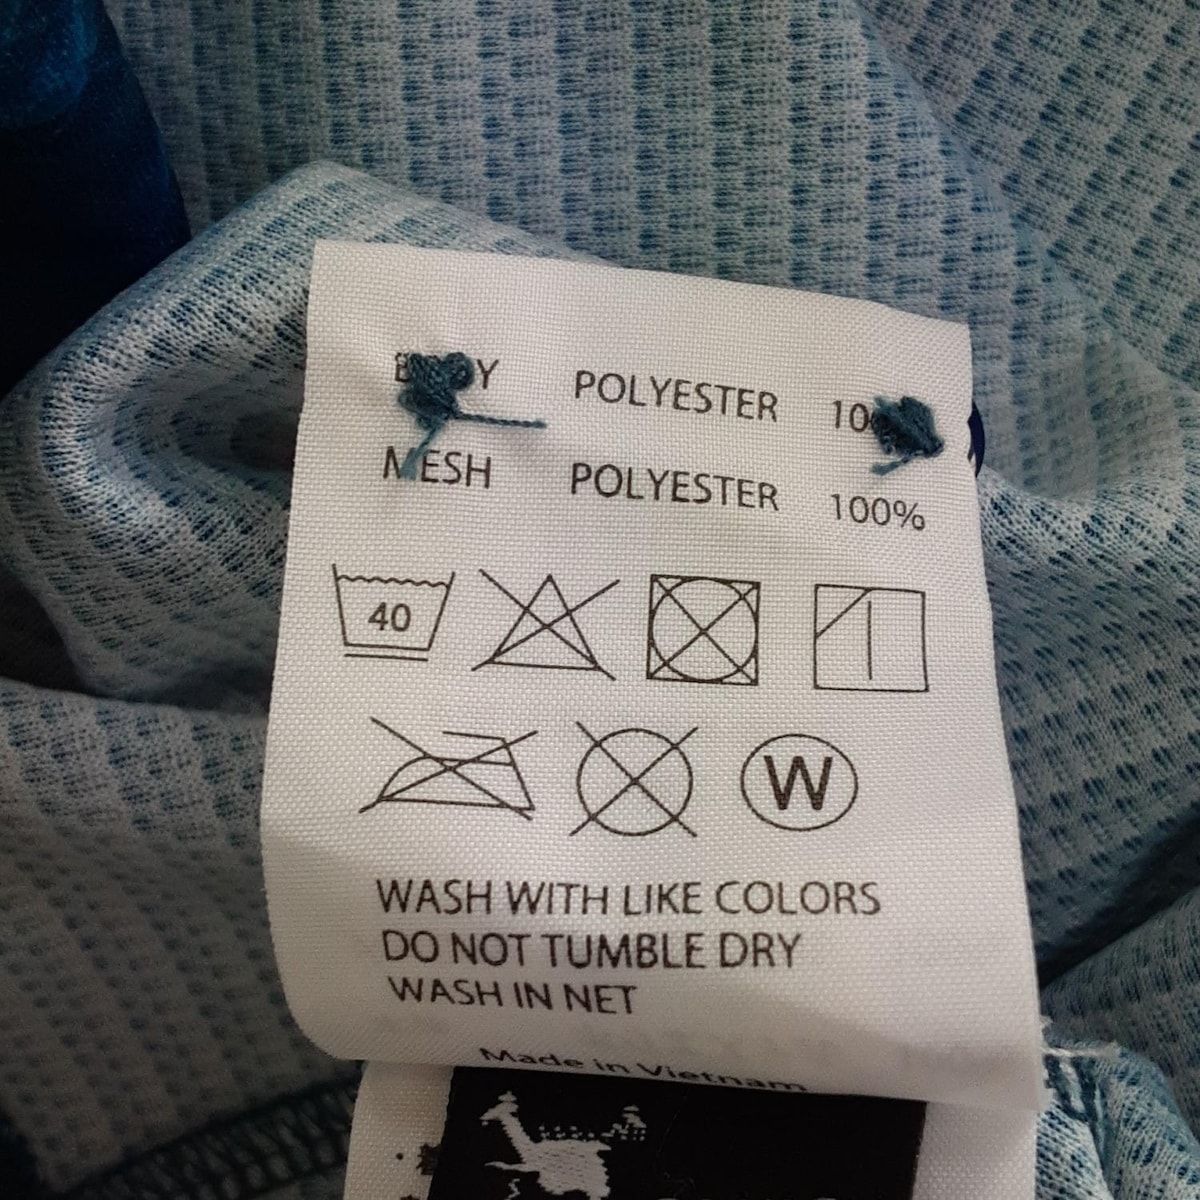 POLYESTER
MESH POLYESTER 100%
40
W
WASH WITH LIKE COLORS
DO NOT TUMBLE DRY
WASH IN NET
Made in Vietnam